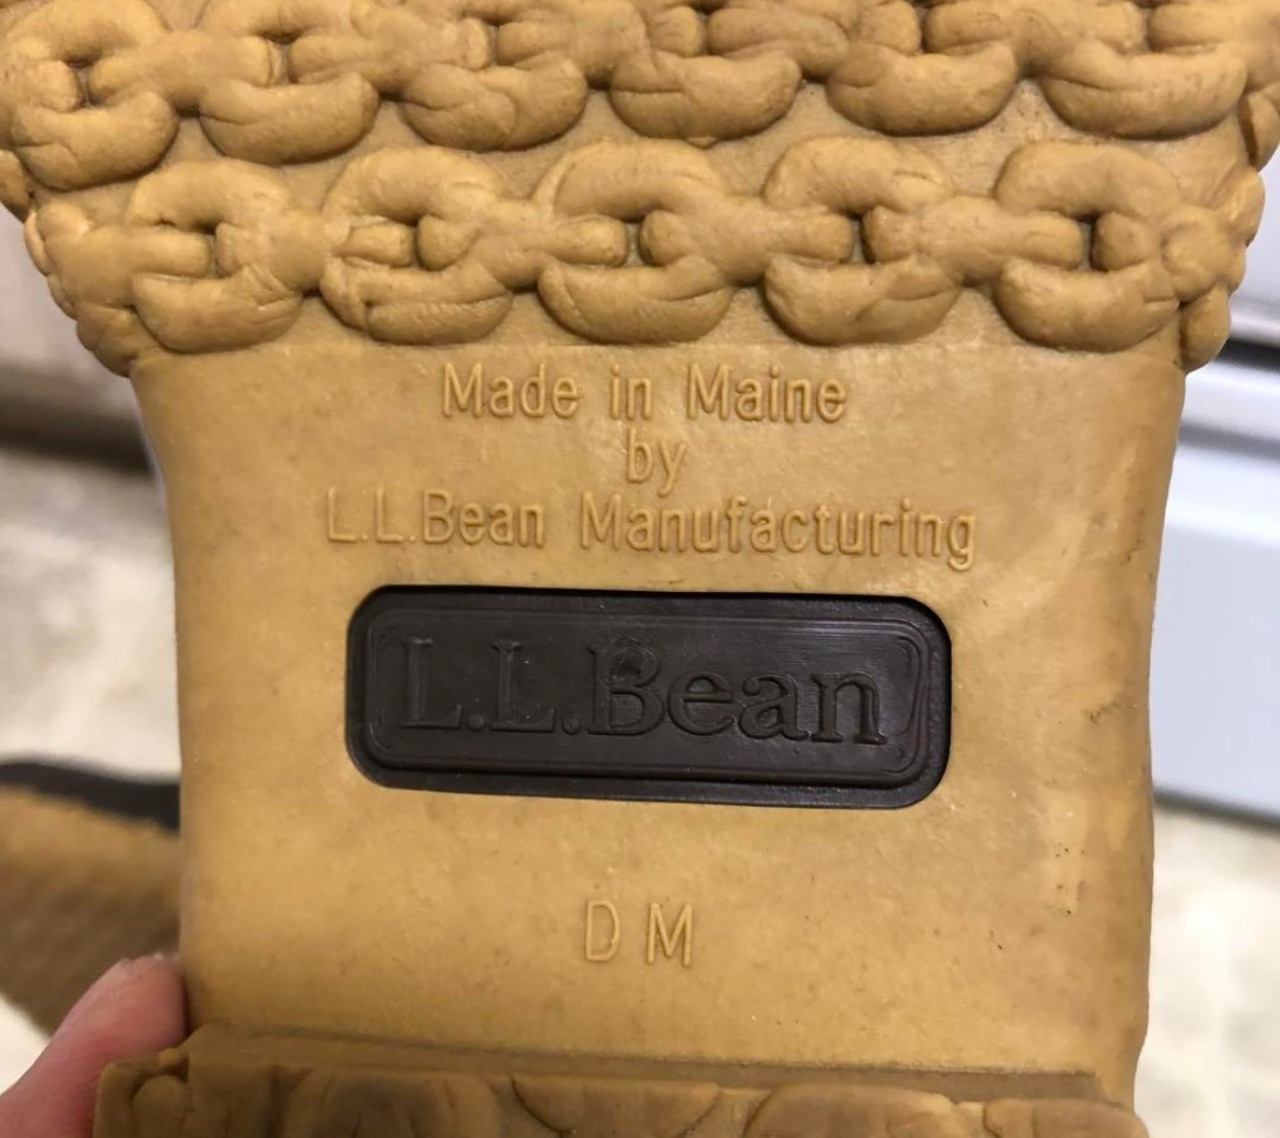 Made in Maine
by
L.L.Bean Manufacturing
L.L.Bean
D M